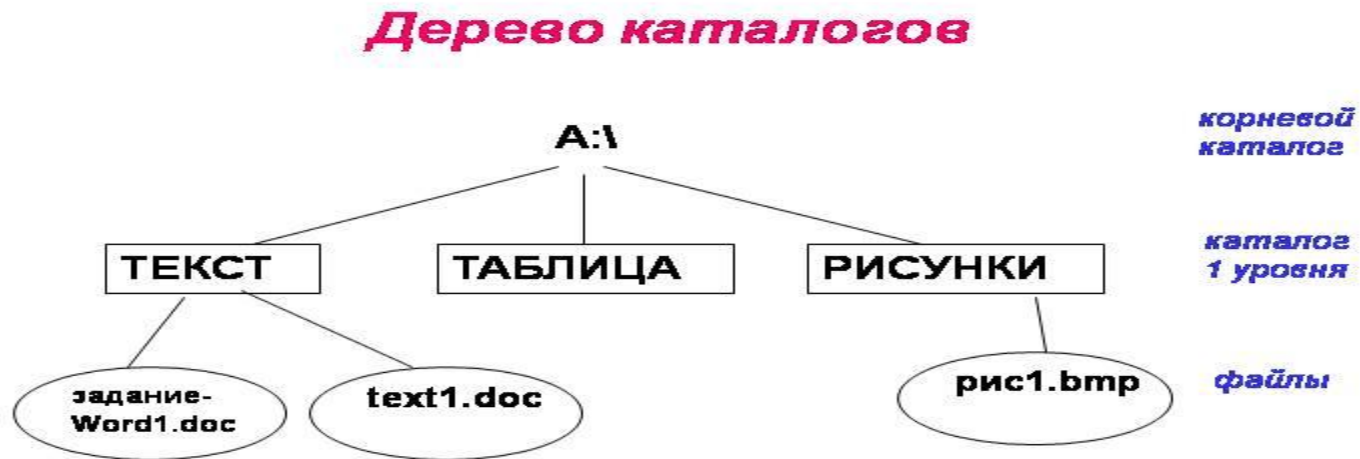 Дерево каталогов
A:\
корневой
каталог
ТЕКСТ
ТАБЛИЦА
РИСУНКИ
каталог
1 уровня
задание-
Word1.doc
text1.doc
рис1.bmp
файлы